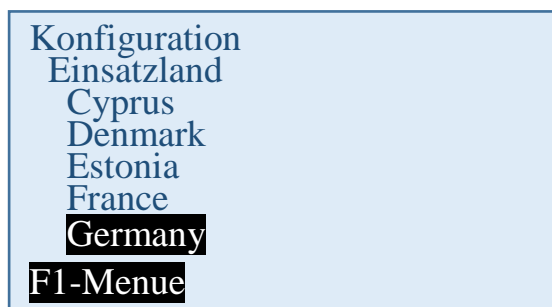 Konfiguration
Einsatzland
Cyprus
Denmark
Estonia
France
Germany
F1-Menue